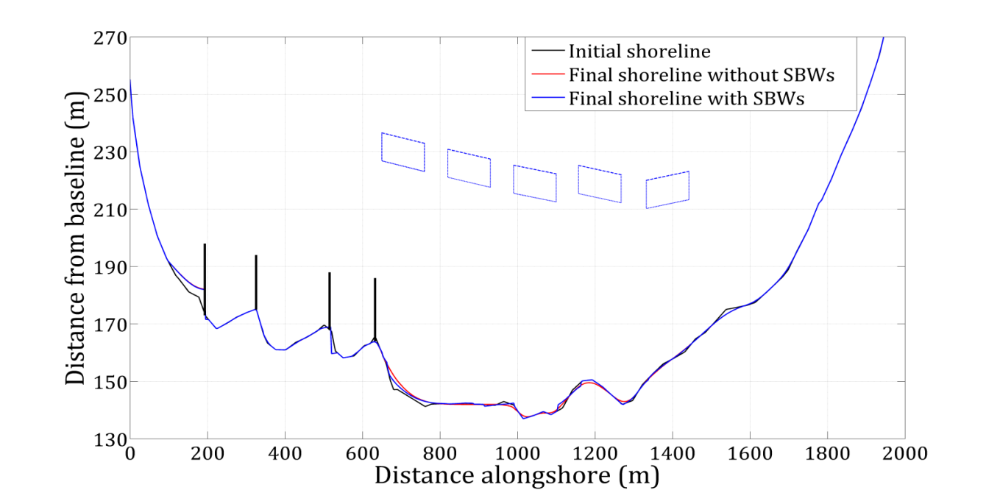 270
250
230
210
190
170
150
130
Distance from baseline (m)
Initial shoreline
Final shoreline without SBWs
Final shoreline with SBWs
0 200 400 600 800 1000 1200 1400 1600 1800 2000
Distance alongshore (m)